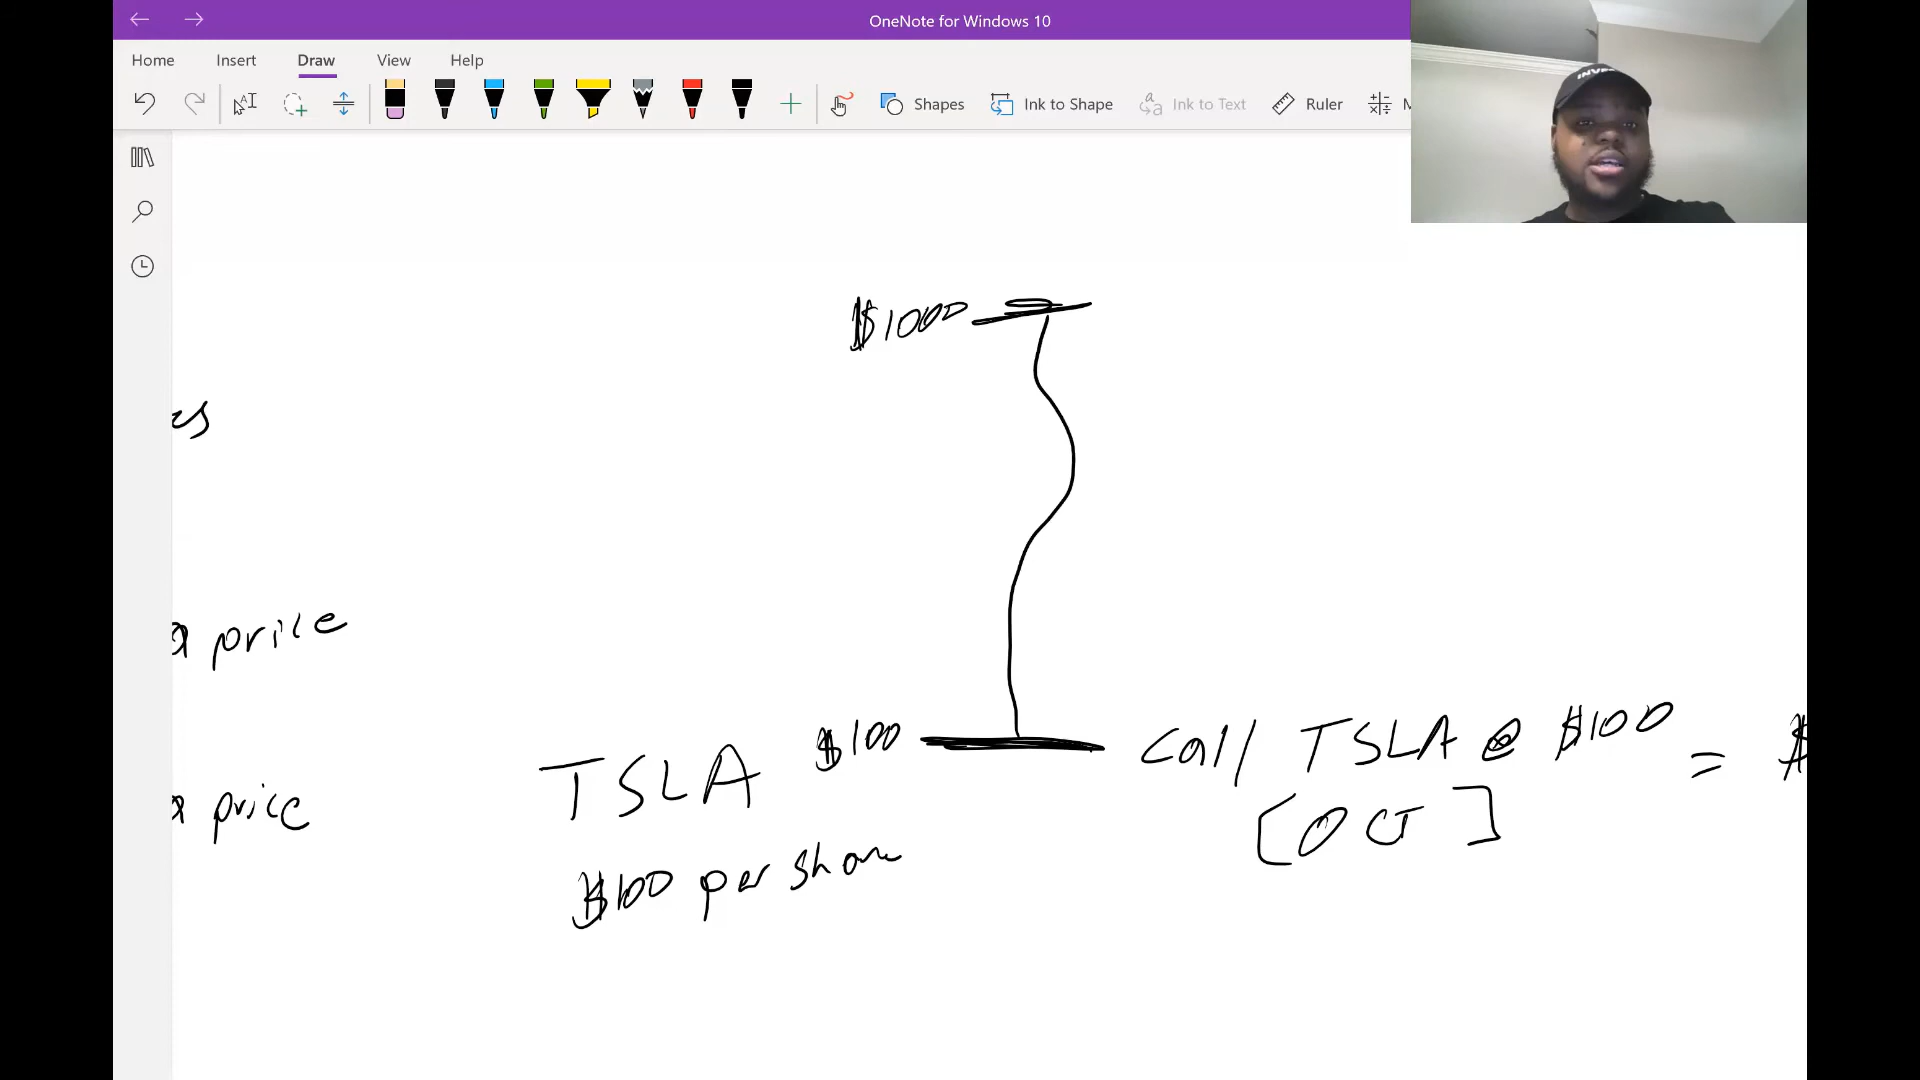 OneNote for Windows 10
Home Insert Draw View Help
Shapes Ink to Shape Ink to Text Ruler M
INVE
$1000
es
a price
TSLA $100 Call TSLA @ $100 = $
[OCT]
a price
$100 per share